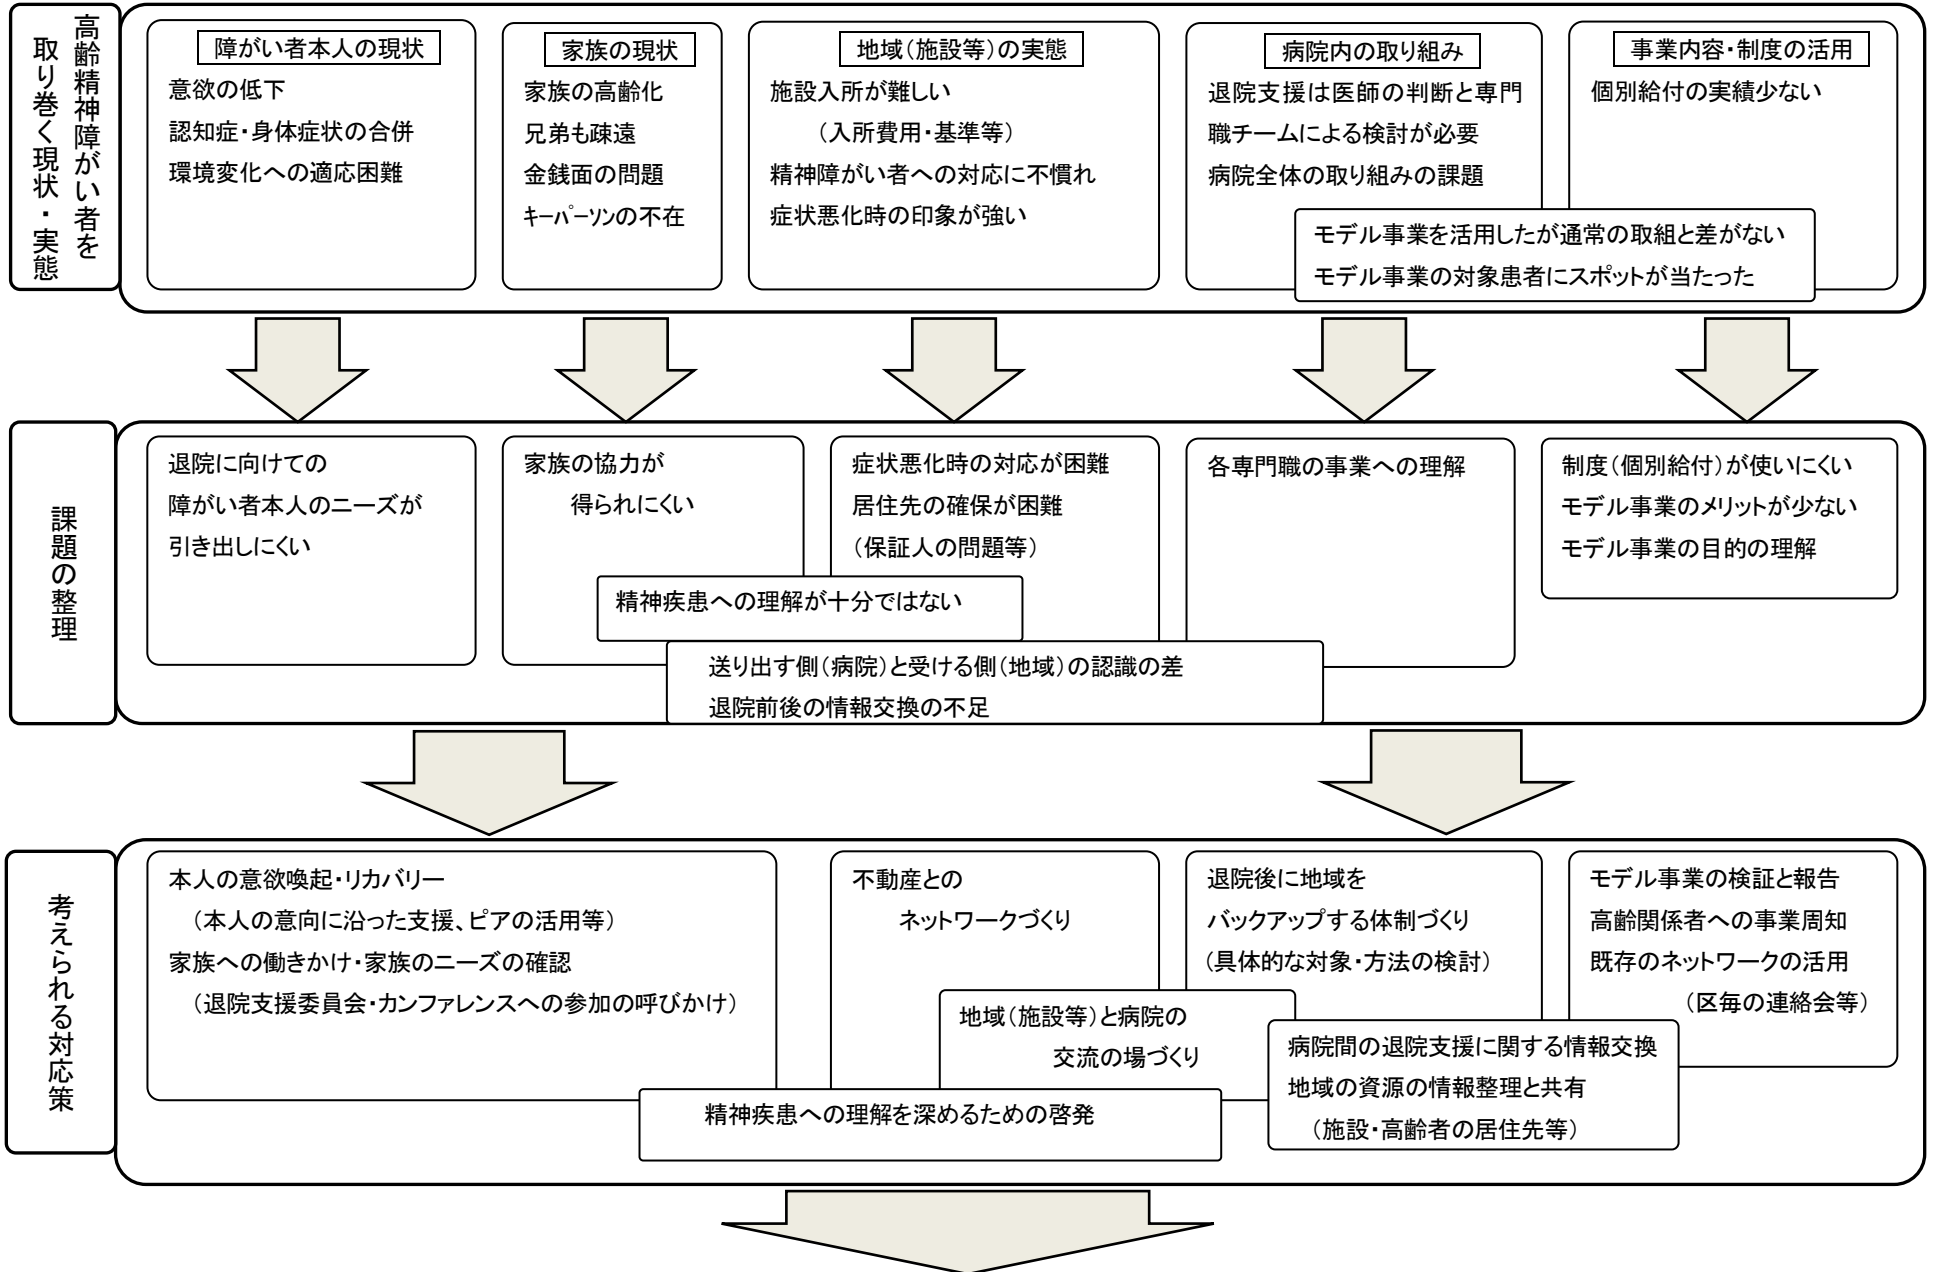 高齢精神障がい者を
取り巻く現状・実態
障がい者本人の現状
意欲の低下
認知症・身体症状の合併
環境変化への適応困難
家族の現状
家族の高齢化
兄弟も疎遠
金銭面の問題
ｷｰﾊﾟｰｿﾝの不在
地域（施設等）の実態
施設入所が難しい
（入所費用・基準等）
精神障がい者への対応に不慣れ
症状悪化時の印象が強い
病院内の取り組み
退院支援は医師の判断と専門
職チームによる検討が必要
病院全体の取り組みの課題
事業内容・制度の活用
個別給付の実績少ない
モデル事業を活用したが通常の取組と差がない
モデル事業の対象患者にスポットが当たった
課題の整理
退院に向けての
障がい者本人のニーズが
引き出しにくい
家族の協力が
得られにくい
症状悪化時の対応が困難
居住先の確保が困難
（保証人の問題等）
各専門職の事業への理解
制度（個別給付）が使いにくい
モデル事業のメリットが少ない
モデル事業の目的の理解
精神疾患への理解が十分ではない
送り出す側（病院）と受ける側（地域）の認識の差
退院前後の情報交換の不足
考えられる対応策
本人の意欲喚起・リカバリー
（本人の意向に沿った支援、ピアの活用等）
家族への働きかけ・家族のニーズの確認
（退院支援委員会・カンファレンスへの参加の呼びかけ）
不動産との
ネットワークづくり
退院後に地域を
バックアップする体制づくり
（具体的な対象・方法の検討）
モデル事業の検証と報告
高齢関係者への事業周知
既存のネットワークの活用
（区毎の連絡会等）
地域（施設等）と病院の
交流の場づくり
病院間の退院支援に関する情報交換
地域の資源の情報整理と共有
（施設・高齢者の居住先等）
精神疾患への理解を深めるための啓発